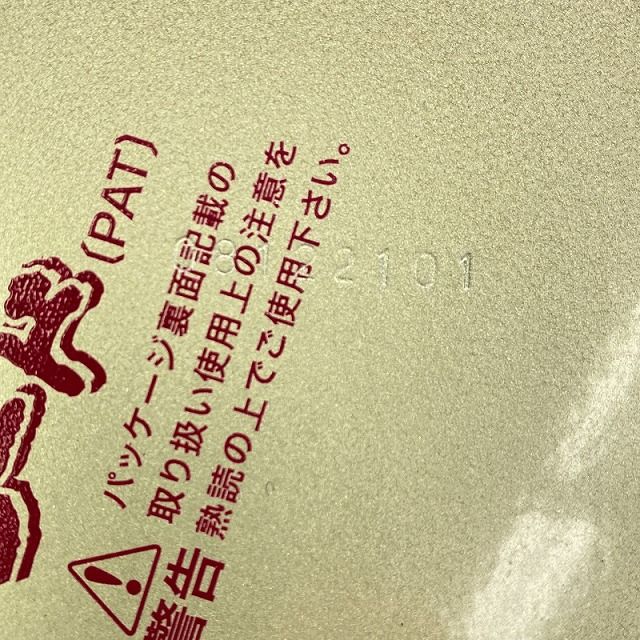 (PAT)
警告
パッケージ裏面記載の
取り扱い使用上の注意を
熟読の上でご使用下さい。
2101